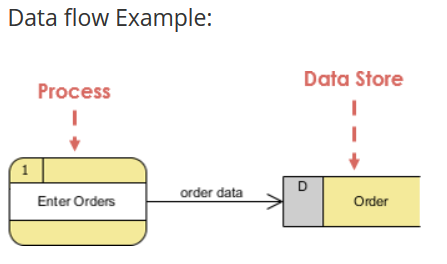 Data flow Example:
Process
Data Store
1
Enter Orders
order data
D
Order